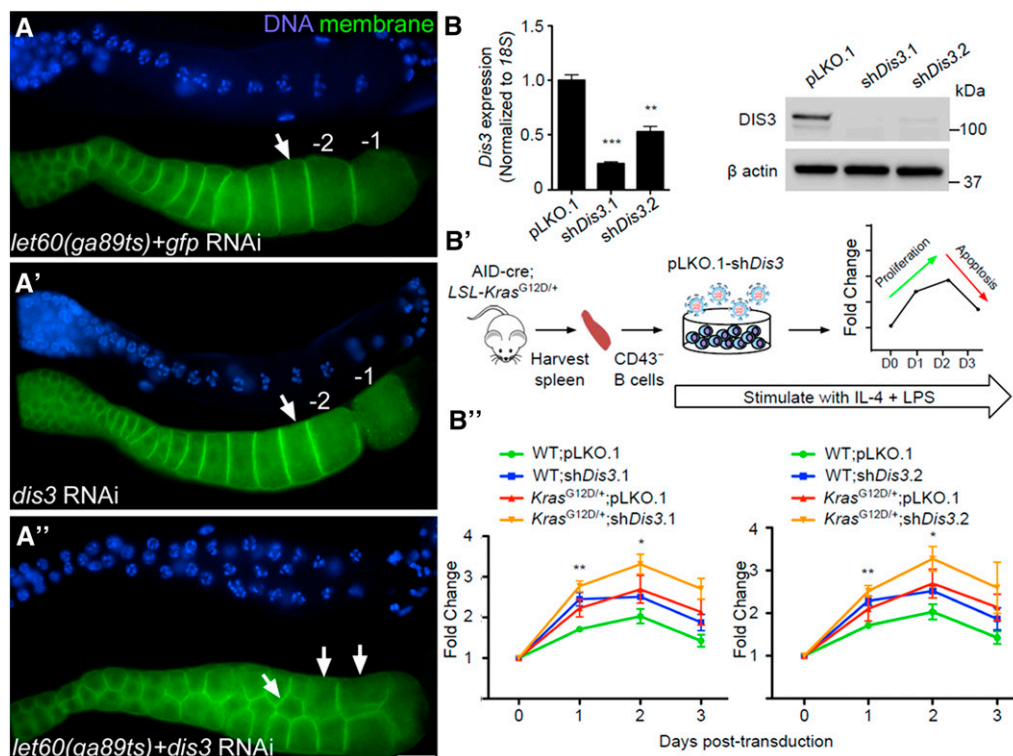 A
DNA membrane
-2
-1
let60(ga89ts)+gfp RNAi
A'
-1
-2
dis3 RNAi
A''
let60(ga89ts)+dis3 RNAi
B
Dis3 expression
(Normalized to 18S)
1.5
1.0
0.5
0
***
**
pLKO.1
shDis3.1
shDis3.2
pLKO.1
shDis3.1
shDis3.2
kDa
DIS3
100
β actin
37
B'
AID-cre;
LSL-KrasG12D/+
Harvest
spleen
CD43⁻
B cells
pLKO.1-shDis3
Fold Change
Proliferation
Apoptosis
D0 D1 D2 D3
Stimulate with IL-4 + LPS
B''
WT;pLKO.1
WT;shDis3.1
KrasG12D/+;pLKO.1
KrasG12D/+;shDis3.1
Fold Change
4
3
2
1
**
*
0 1 2 3
WT;pLKO.1
WT;shDis3.2
KrasG12D/+;pLKO.1
KrasG12D/+;shDis3.2
Fold Change
4
3
2
1
**
*
0 1 2 3
Days post-transduction